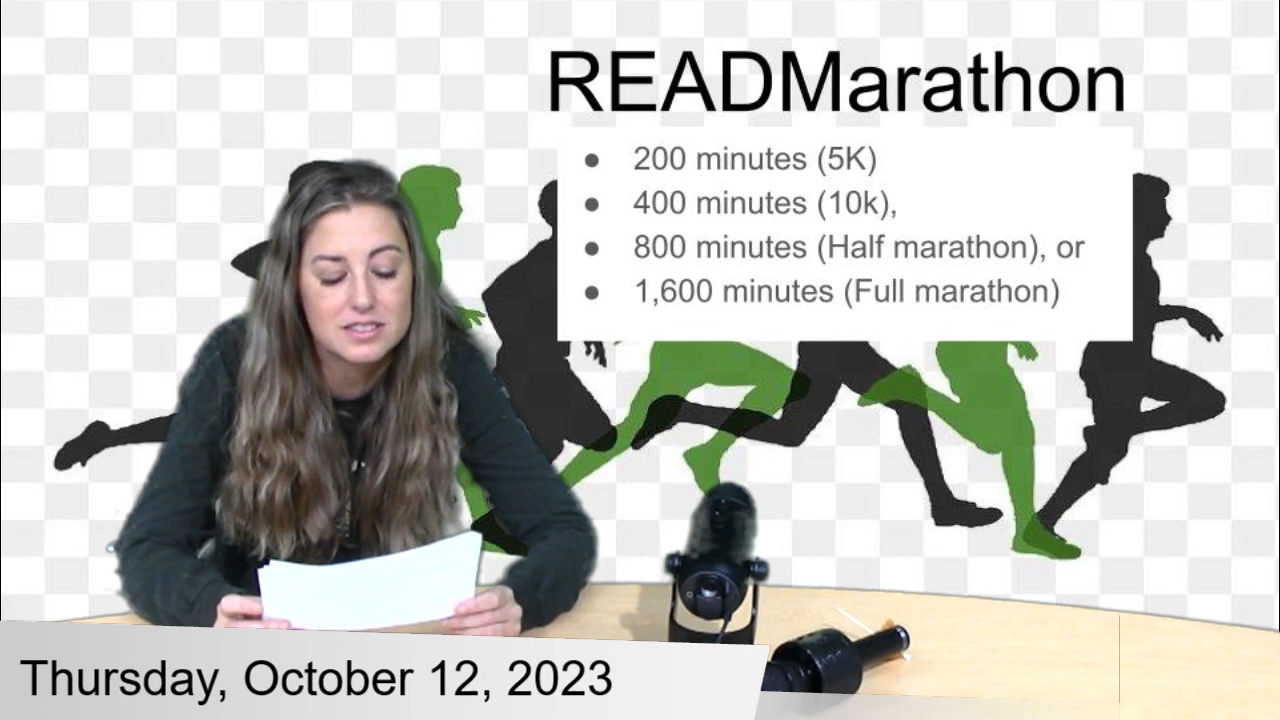 READMarathon
● 200 minutes (5K)
● 400 minutes (10k),
● 800 minutes (Half marathon), or
● 1,600 minutes (Full marathon)
Thursday, October 12, 2023